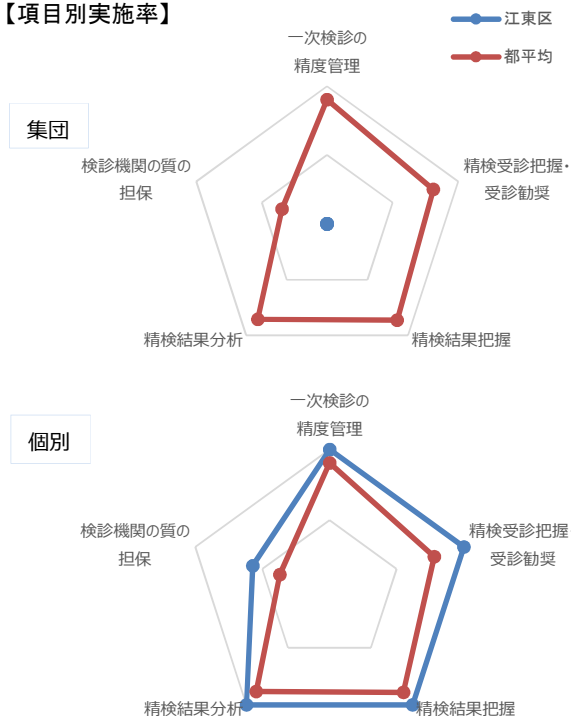 【項目別実施率】
江東区
都平均
集団
一次検診の
精度管理
精検受診把握・
受診勧奨
精検結果把握
精検結果分析
検診機関の質の
担保
個別
一次検診の
精度管理
精検受診把握
受診勧奨
精検結果把握
精検結果分析
検診機関の質の
担保